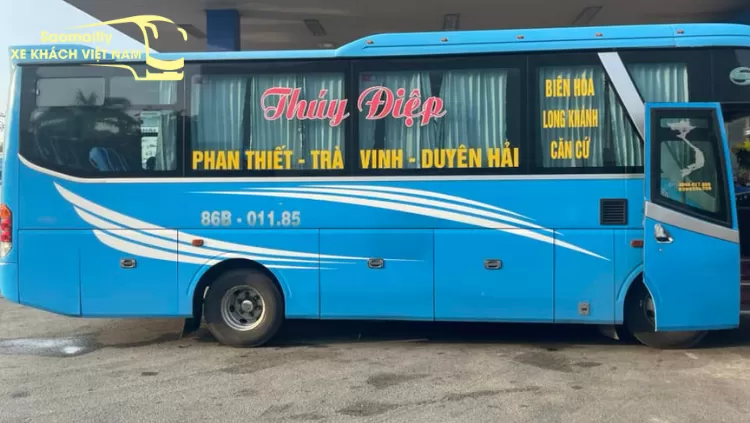 Saomaifly
XE KHÁCH VIỆT NAM
Thúy Điệp
PHAN THIẾT - TRÀ VINH - DUYÊN HẢI
BIÊN HÒA
LONG KHÁNH
CĂN CỨ
86B - 011.85